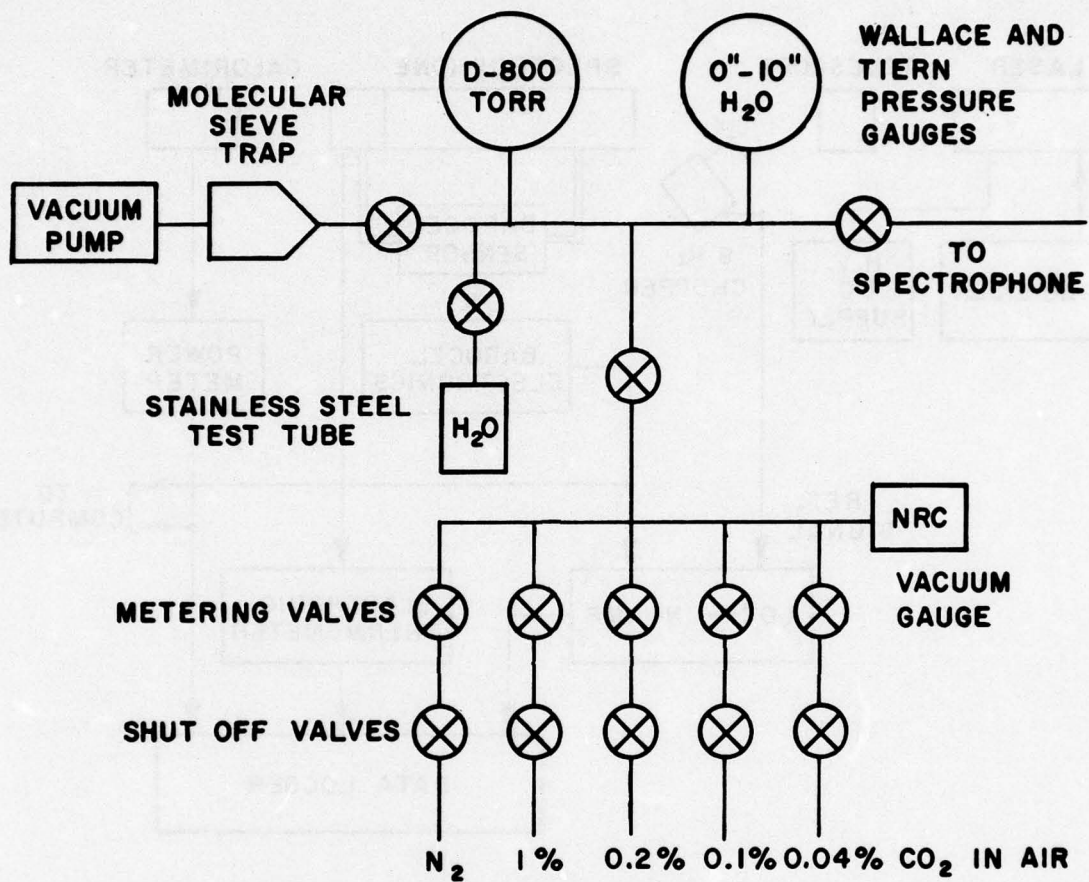 MOLECULAR
SIEVE
TRAP
D-800
TORR
0"-10"
H₂O
WALLACE AND
TIERN
PRESSURE
GAUGES
VACUUM
PUMP
TO
SPECTROPHONE
STAINLESS STEEL
TEST TUBE
H₂O
NRC
VACUUM
GAUGE
METERING VALVES
SHUT OFF VALVES
N₂ 1% 0.2% 0.1% 0.04% CO₂ IN AIR